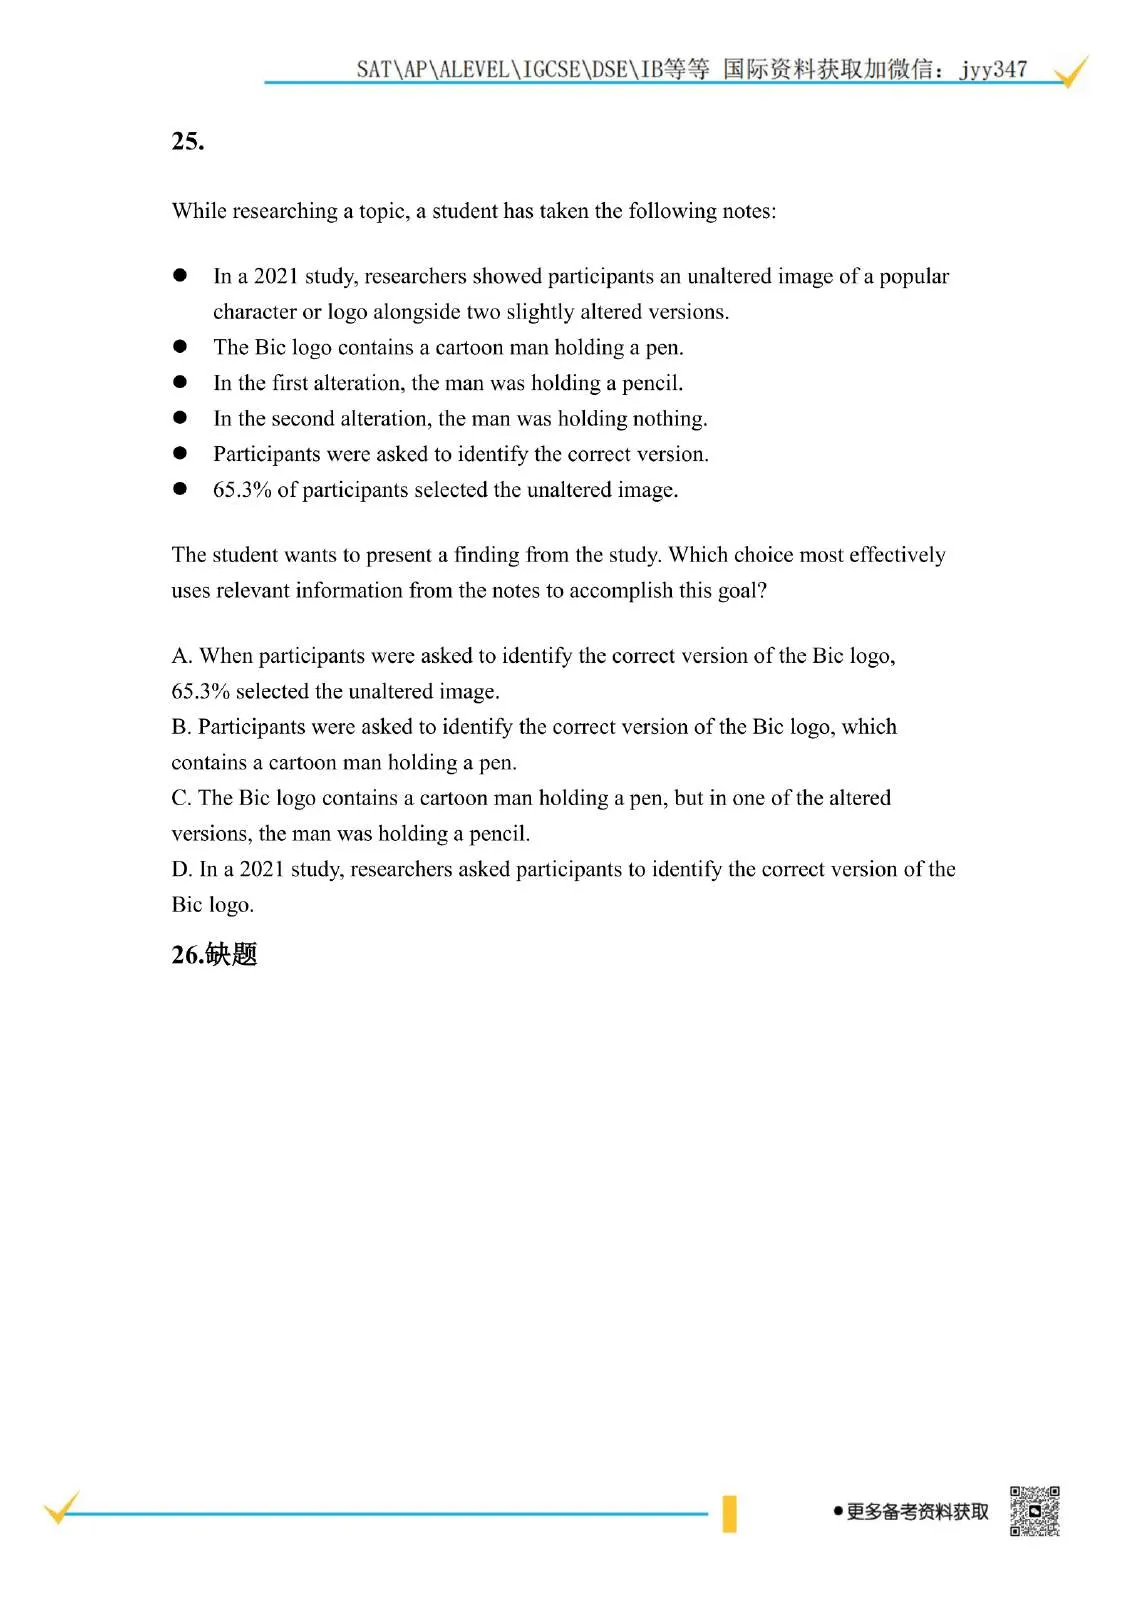 SAT\AP\ALEVEL\IGCSE\DSE\IB等等 国际资料获取加微信：jyy347
25.
While researching a topic, a student has taken the following notes:
● In a 2021 study, researchers showed participants an unaltered image of a popular
character or logo alongside two slightly altered versions.
● The Bic logo contains a cartoon man holding a pen.
● In the first alteration, the man was holding a pencil.
● In the second alteration, the man was holding nothing.
● Participants were asked to identify the correct version.
● 65.3% of participants selected the unaltered image.
The student wants to present a finding from the study. Which choice most effectively
uses relevant information from the notes to accomplish this goal?
A. When participants were asked to identify the correct version of the Bic logo,
65.3% selected the unaltered image.
B. Participants were asked to identify the correct version of the Bic logo, which
contains a cartoon man holding a pen.
C. The Bic logo contains a cartoon man holding a pen, but in one of the altered
versions, the man was holding a pencil.
D. In a 2021 study, researchers asked participants to identify the correct version of the
Bic logo.
26.缺题
●更多备考资料获取